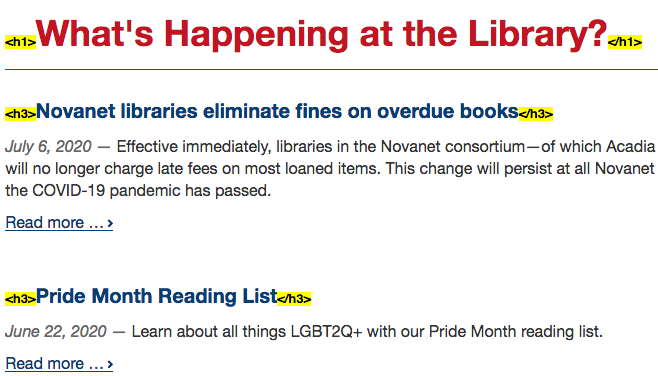 <h1>What's Happening at the Library?</h1>
<h3>Novanet libraries eliminate fines on overdue books</h3>
July 6, 2020 — Effective immediately, libraries in the Novanet consortium—of which Acadia
will no longer charge late fees on most loaned items. This change will persist at all Novanet
the COVID-19 pandemic has passed.
Read more … ›
<h3>Pride Month Reading List</h3>
June 22, 2020 — Learn about all things LGBT2Q+ with our Pride Month reading list.
Read more … ›